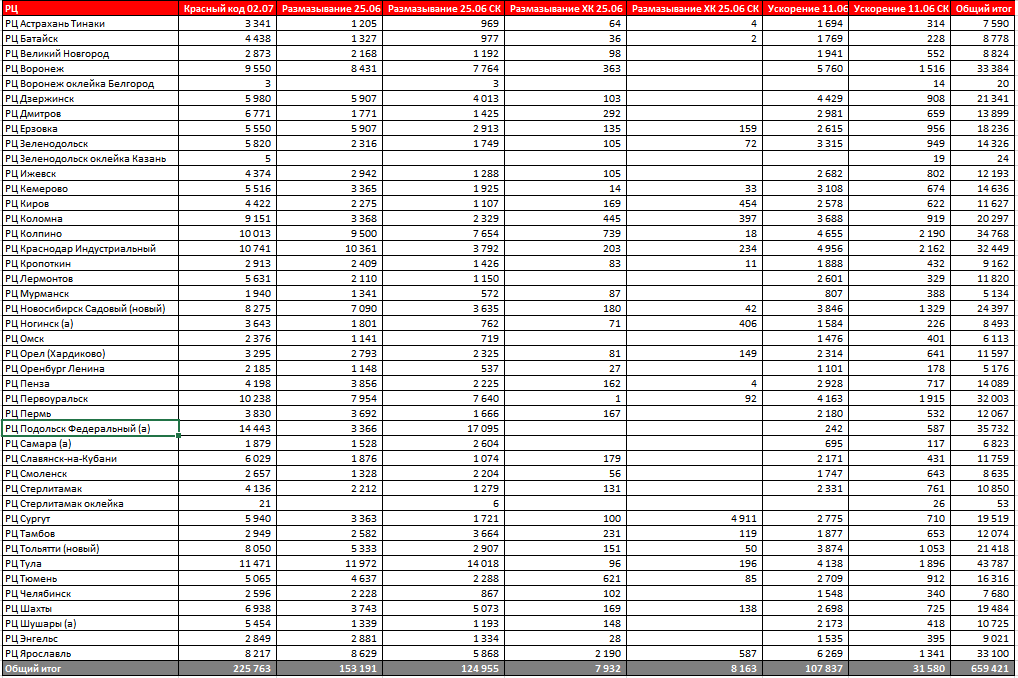 РЦ Красный код 02.07 Размазывание 25.06 Размазывание 25.06 СК Размазывание ХК 25.06 Размазывание ХК 25.06 СК Ускорение 11.06 Ускорение 11.06 СК Общий итог
РЦ Астрахань Тинаки 3 341 1 205 969 64 4 1 694 314 7 590
РЦ Батайск 4 438 1 327 977 36 2 1 769 228 8 778
РЦ Великий Новгород 2 873 2 168 1 192 98 1 941 552 8 824
РЦ Воронеж 9 550 8 431 7 764 363 5 760 1 516 33 384
РЦ Воронеж оклейка Белгород 3 3 14 20
РЦ Дзержинск 5 980 5 907 4 013 103 4 429 908 21 341
РЦ Дмитров 6 771 1 771 1 425 292 2 981 659 13 899
РЦ Ерзовка 5 550 5 907 2 913 135 159 2 615 956 18 236
РЦ Зеленодольск 5 820 2 316 1 749 105 72 3 315 949 14 326
РЦ Зеленодольск оклейка Казань 5 19 24
РЦ Ижевск 4 374 2 942 1 288 105 2 682 802 12 193
РЦ Кемерово 5 516 3 365 1 925 14 33 3 108 674 14 636
РЦ Киров 4 422 2 275 1 107 169 454 2 578 622 11 627
РЦ Коломна 9 151 3 368 2 329 445 397 3 688 919 20 297
РЦ Колпино 10 013 9 500 7 654 739 18 4 655 2 190 34 768
РЦ Краснодар Индустриальный 10 741 10 361 3 792 203 234 4 956 2 162 32 449
РЦ Кропоткин 2 913 2 409 1 426 83 11 1 888 432 9 162
РЦ Лермонтов 5 631 2 110 1 150 2 601 329 11 820
РЦ Мурманск 1 940 1 341 572 87 807 388 5 134
РЦ Новосибирск Садовый (новый) 8 275 7 090 3 635 180 42 3 846 1 329 24 397
РЦ Ногинск (а) 3 643 1 801 762 71 406 1 584 226 8 493
РЦ Омск 2 376 1 141 719 1 476 401 6 113
РЦ Орел (Хардиково) 3 295 2 793 2 325 81 149 2 314 641 11 597
РЦ Оренбург Ленина 2 185 1 148 537 27 1 101 178 5 176
РЦ Пенза 4 198 3 856 2 225 162 4 2 928 717 14 089
РЦ Первоуральск 10 238 7 954 7 640 1 92 4 163 1 915 32 003
РЦ Пермь 3 830 3 692 1 666 167 2 180 532 12 067
РЦ Подольск Федеральный (а) 14 443 3 366 17 095 242 587 35 732
РЦ Самара (а) 1 879 1 528 2 604 695 117 6 823
РЦ Славянск-на-Кубани 6 029 1 876 1 074 179 2 171 431 11 759
РЦ Смоленск 2 657 1 328 2 204 56 1 747 643 8 635
РЦ Стерлитамак 4 136 2 212 1 279 131 2 331 761 10 850
РЦ Стерлитамак оклейка 21 6 26 53
РЦ Сургут 5 940 3 363 1 721 100 4 911 2 775 710 19 519
РЦ Тамбов 2 949 2 582 3 664 231 119 1 877 653 12 074
РЦ Тольятти (новый) 8 050 5 333 2 907 151 50 3 874 1 053 21 418
РЦ Тула 11 471 11 972 14 018 96 196 4 138 1 896 43 787
РЦ Тюмень 5 065 4 637 2 288 621 85 2 709 912 16 316
РЦ Челябинск 2 596 2 228 867 102 1 548 340 7 680
РЦ Шахты 6 938 3 743 5 073 169 138 2 698 725 19 484
РЦ Шушары (а) 5 454 1 339 1 193 148 2 173 418 10 725
РЦ Энгельс 2 849 2 881 1 334 28 1 535 395 9 021
РЦ Ярославль 8 217 8 629 5 868 2 190 587 6 269 1 341 33 100
Общий итог 225 763 153 191 124 955 7 932 8 163 107 837 31 580 659 421